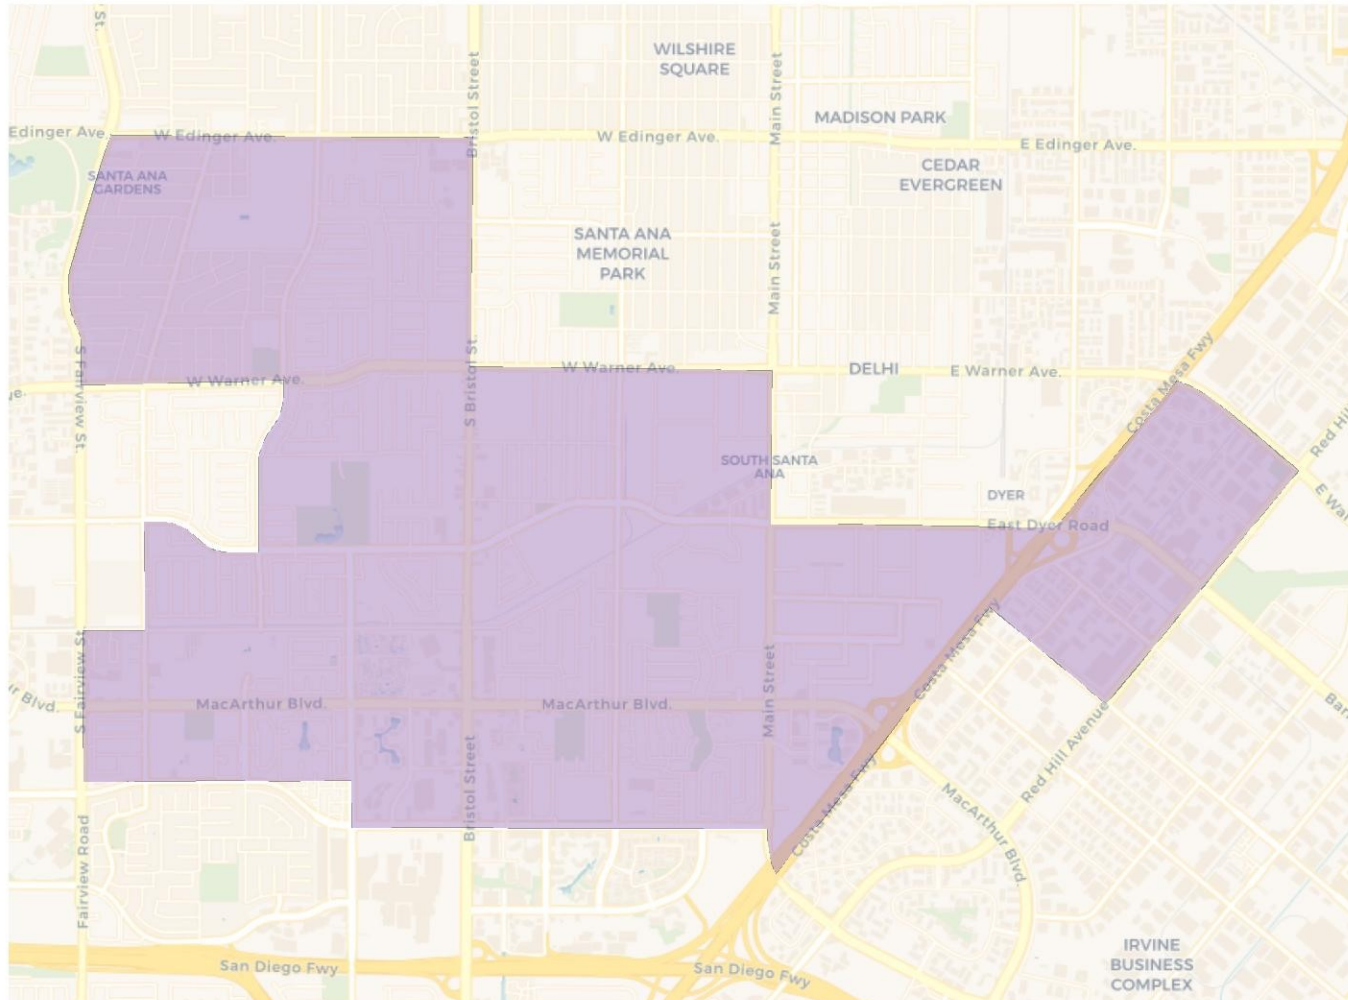 St.
Bristol Street
WILSHIRE
SQUARE
Main Street
MADISON PARK
Edinger Ave.
W Edinger Ave.
W Edinger Ave.
E Edinger Ave.
SANTA ANA
GARDENS
CEDAR
EVERGREEN
SANTA ANA
MEMORIAL
PARK
Main Street
S Fairview St.
W Warner Ave.
S Bristol St.
W Warner Ave.
DELHI
E Warner Ave.
Costa Mesa Fwy
Red Hil
SOUTH SANTA
ANA
DYER
E War
East Dyer Road
S Fairview St.
Costa Mesa Fwy
Main Street
ur Blvd.
MacArthur Blvd.
MacArthur Blvd.
Bar
Bristol Street
Costa Mesa Fwy
Red Hill Avenue
MacArthur Blvd.
Fairview Road
San Diego Fwy
San Diego Fwy
IRVINE
BUSINESS
COMPLEX